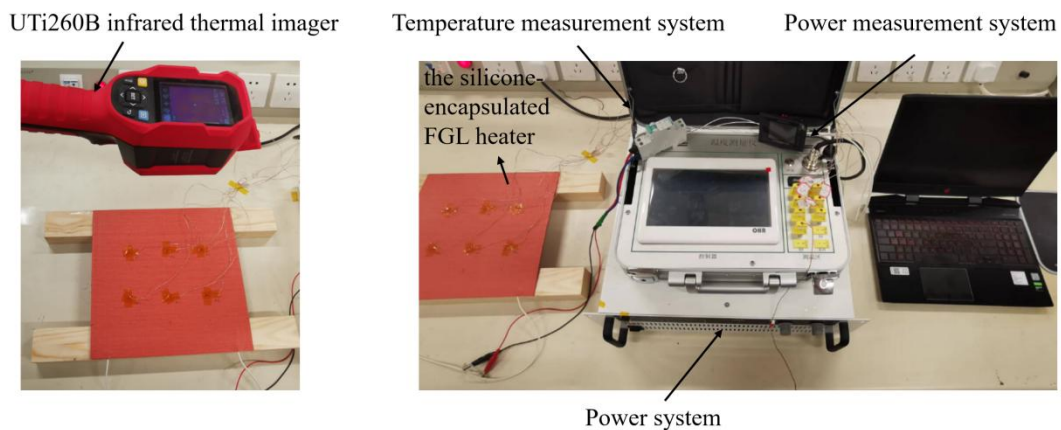 UTi260B infrared thermal imager
Temperature measurement system
Power measurement system
the silicone-
encapsulated
FGL heater
Power system